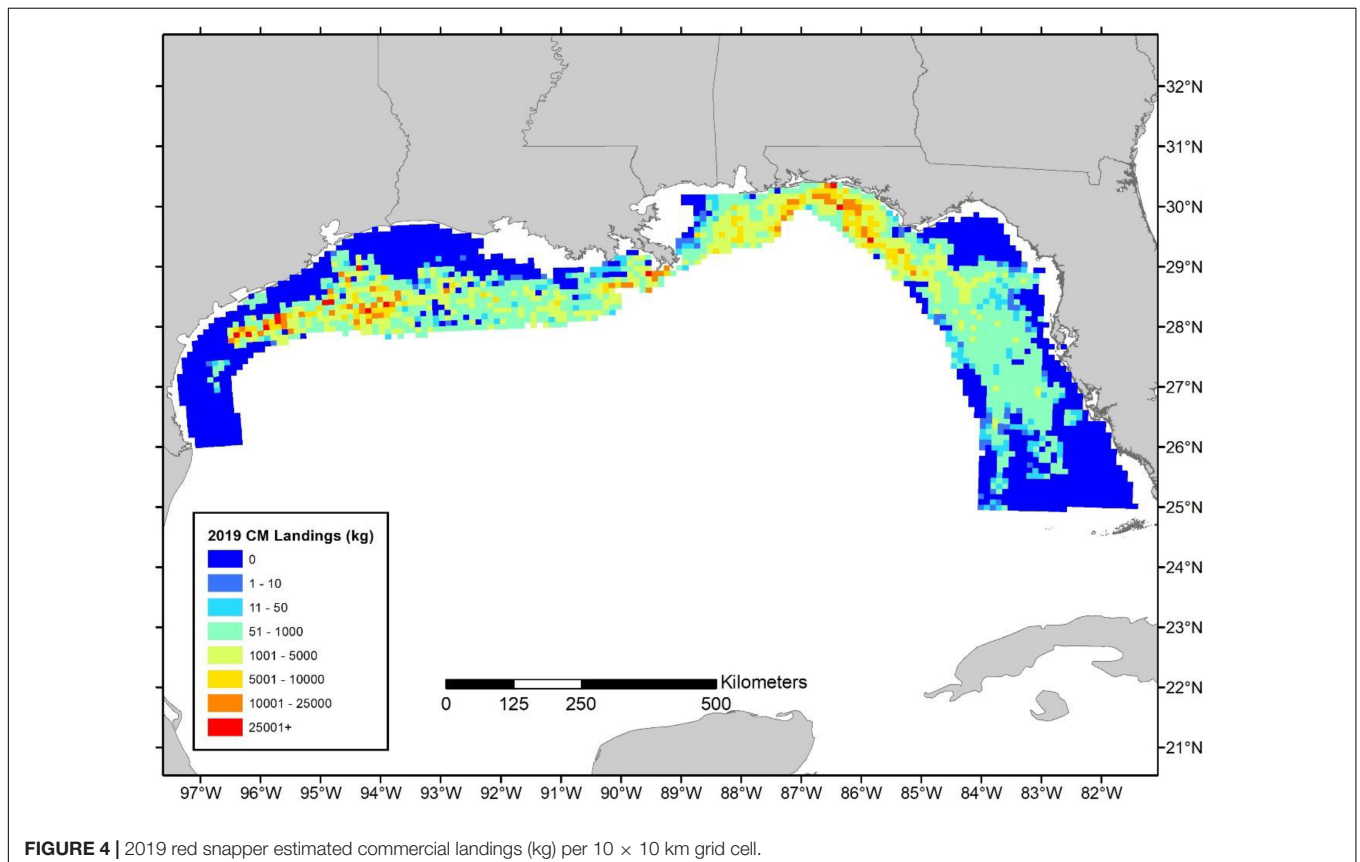 32°N
31°N
30°N
29°N
28°N
27°N
26°N
25°N
24°N
23°N
22°N
21°N
2019 CM Landings (kg)
0
1 - 10
11 - 50
51 - 1000
1001 - 5000
5001 - 10000
10001 - 25000
25001+
Kilometers
0 125 250 500
97°W 96°W 95°W 94°W 93°W 92°W 91°W 90°W 89°W 88°W 87°W 86°W 85°W 84°W 83°W 82°W
FIGURE 4 | 2019 red snapper estimated commercial landings (kg) per 10 × 10 km grid cell.